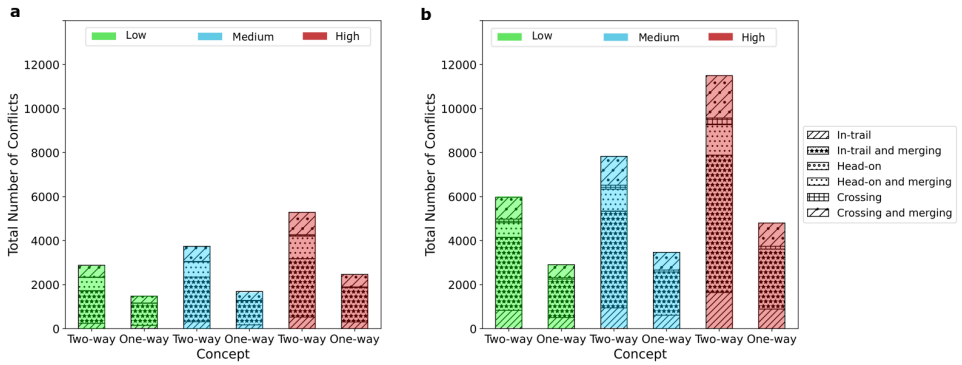 a
Low Medium High
Total Number of Conflicts
12000
10000
8000
6000
4000
2000
0
Two-way One-way Two-way One-way Two-way One-way
Concept
b
Low Medium High
Total Number of Conflicts
12000
10000
8000
6000
4000
2000
0
Two-way One-way Two-way One-way Two-way One-way
Concept
In-trail
In-trail and merging
Head-on
Head-on and merging
Crossing
Crossing and merging